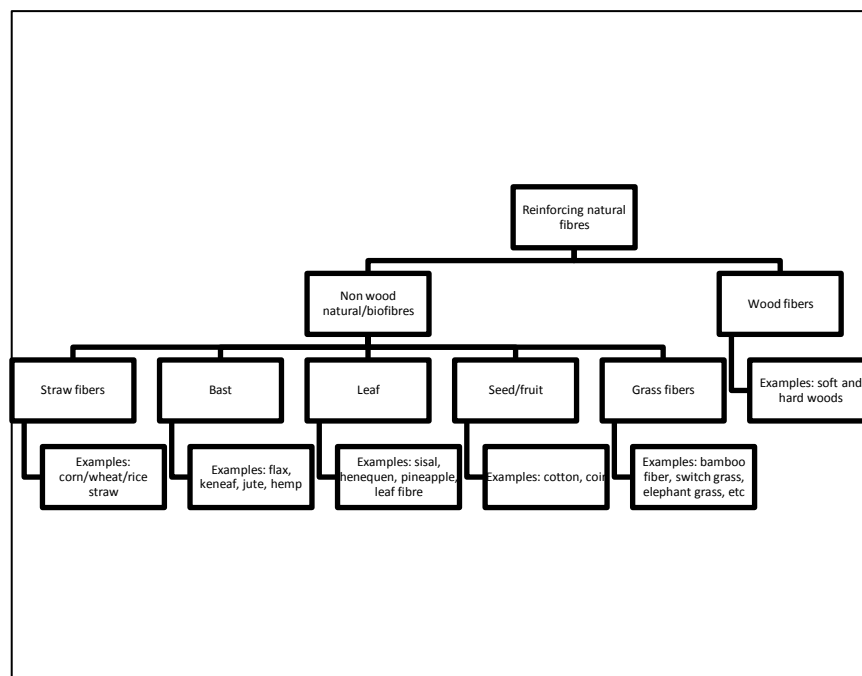 Reinforcing natural
fibres
Non wood
natural/biofibres
Wood fibers
Straw fibers
Bast
Leaf
Seed/fruit
Grass fibers
Examples: soft and
hard woods
Examples:
corn/wheat/rice
straw
Examples: flax,
keneaf, jute, hemp
Examples: sisal,
henequen, pineapple,
leaf fibre
Examples: cotton, coir
Examples: bamboo
fiber, switch grass,
elephant grass, etc